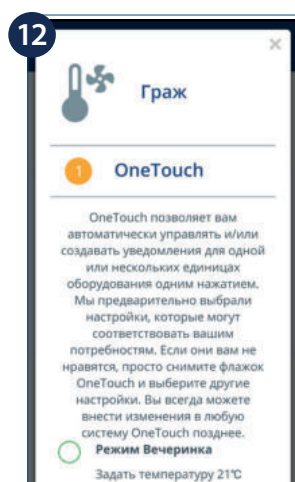 12
×
Граж
1
OneTouch
OneTouch позволяет вам
автоматически управлять и/или
создавать уведомления для одной
или нескольких единицах
оборудования одним нажатием.
Мы предварительно выбрали
настройки, которые могут
соответствовать вашим
потребностям. Если они вам не
нравятся, просто снимите флажок
OneTouch и выберите другие
настройки. Вы всегда можете
внести изменения в любую
систему OneTouch позднее.
Режим Вечеринка
Задать температуру 21℃